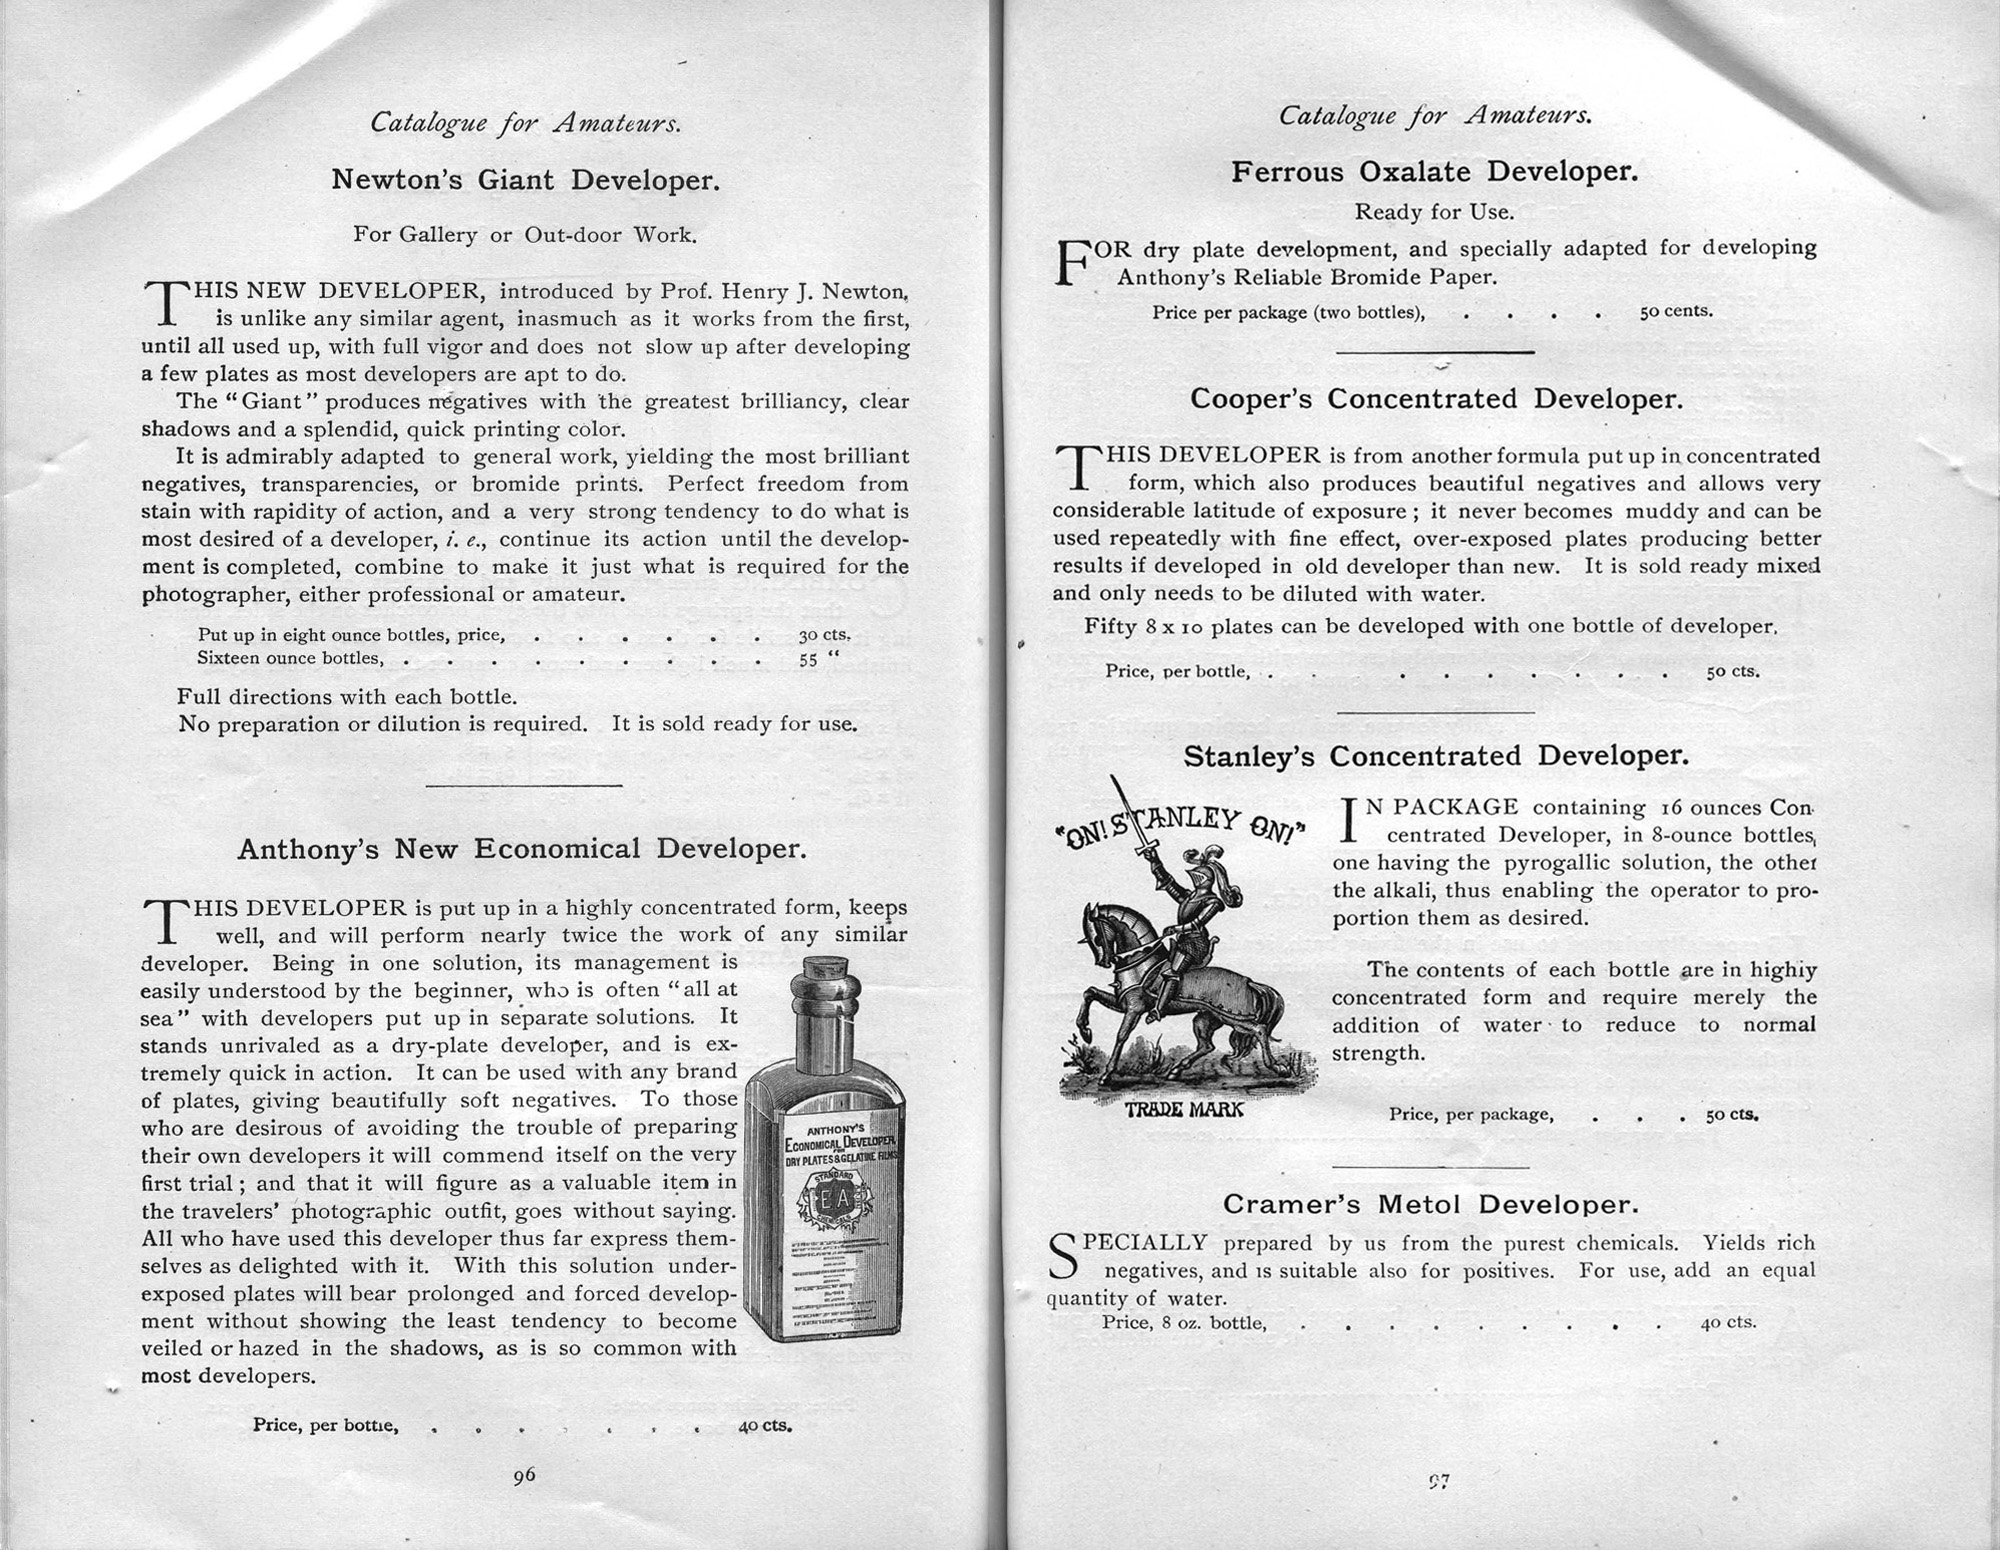 Catalogue for Amateurs.
Newton's Giant Developer.
For Gallery or Out-door Work.
THIS NEW DEVELOPER, introduced by Prof. Henry J. Newton,
is unlike any similar agent, inasmuch as it works from the first,
until all used up, with full vigor and does not slow up after developing
a few plates as most developers are apt to do.
The "Giant" produces negatives with the greatest brilliancy, clear
shadows and a splendid, quick printing color.
It is admirably adapted to general work, yielding the most brilliant
negatives, transparencies, or bromide prints. Perfect freedom from
stain with rapidity of action, and a very strong tendency to do what is
most desired of a developer, i. e., continue its action until the develop-
ment is completed, combine to make it just what is required for the
photographer, either professional or amateur.
Put up in eight ounce bottles, price, . . . . . . 30 cts.
Sixteen ounce bottles, . . . . . . . . . 55 "
Full directions with each bottle.
No preparation or dilution is required. It is sold ready for use.
Anthony's New Economical Developer.
THIS DEVELOPER is put up in a highly concentrated form, keeps
well, and will perform nearly twice the work of any similar
developer. Being in one solution, its management is
easily understood by the beginner, who is often "all at
sea" with developers put up in separate solutions. It
stands unrivaled as a dry-plate developer, and is ex-
tremely quick in action. It can be used with any brand
of plates, giving beautifully soft negatives. To those
who are desirous of avoiding the trouble of preparing
their own developers it will commend itself on the very
first trial; and that it will figure as a valuable item in
the travelers' photographic outfit, goes without saying.
All who have used this developer thus far express them-
selves as delighted with it. With this solution under-
exposed plates will bear prolonged and forced develop-
ment without showing the least tendency to become
veiled or hazed in the shadows, as is so common with
most developers.
ANTHONY'S
ECONOMICAL DEVELOPER
FOR
DRY PLATES & GELATINE FILMS
STANDARD
EA
CHEMICALS
Price, per bottle, . . . . . . . 40 cts.
96
Catalogue for Amateurs.
Ferrous Oxalate Developer.
Ready for Use.
FOR dry plate development, and specially adapted for developing
Anthony's Reliable Bromide Paper.
Price per package (two bottles), . . . . 50 cents.
Cooper's Concentrated Developer.
THIS DEVELOPER is from another formula put up in concentrated
form, which also produces beautiful negatives and allows very
considerable latitude of exposure; it never becomes muddy and can be
used repeatedly with fine effect, over-exposed plates producing better
results if developed in old developer than new. It is sold ready mixed
and only needs to be diluted with water.
Fifty 8 x 10 plates can be developed with one bottle of developer.
Price, per bottle, . . . . . . . . . 50 cts.
Stanley's Concentrated Developer.
"ON! STANLEY ON!"
TRADE MARK
IN PACKAGE containing 16 ounces Con-
centrated Developer, in 8-ounce bottles,
one having the pyrogallic solution, the other
the alkali, thus enabling the operator to pro-
portion them as desired.
The contents of each bottle are in highly
concentrated form and require merely the
addition of water to reduce to normal
strength.
Price, per package, . . . 50 cts.
Cramer's Metol Developer.
SPECIALLY prepared by us from the purest chemicals. Yields rich
negatives, and is suitable also for positives. For use, add an equal
quantity of water.
Price, 8 oz. bottle, . . . . . . . . . 40 cts.
97